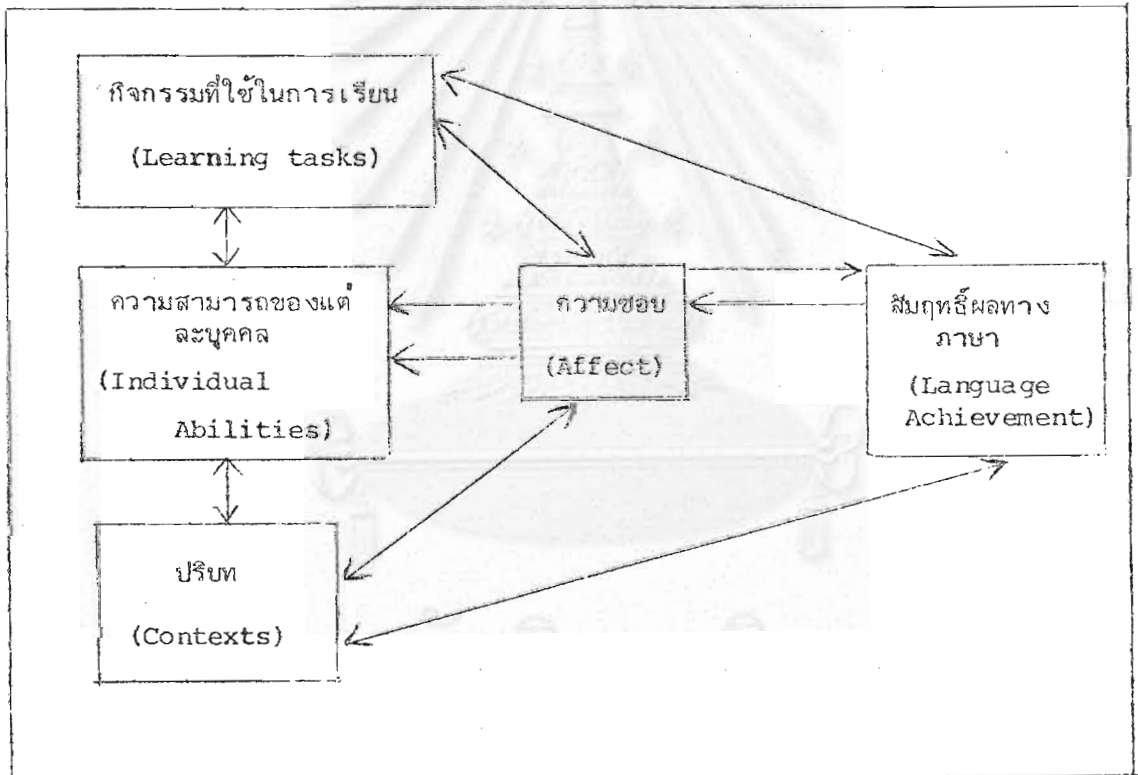 กิจกรรมที่ใช้ในการเรียน
(Learning tasks)
ความสามารถของแต่
ละบุคคล
(Individual
Abilities)
ความชอบ
(Affect)
สัมฤทธิ์ผลทาง
ภาษา
(Language
Achievement)
ปริบท
(Contexts)